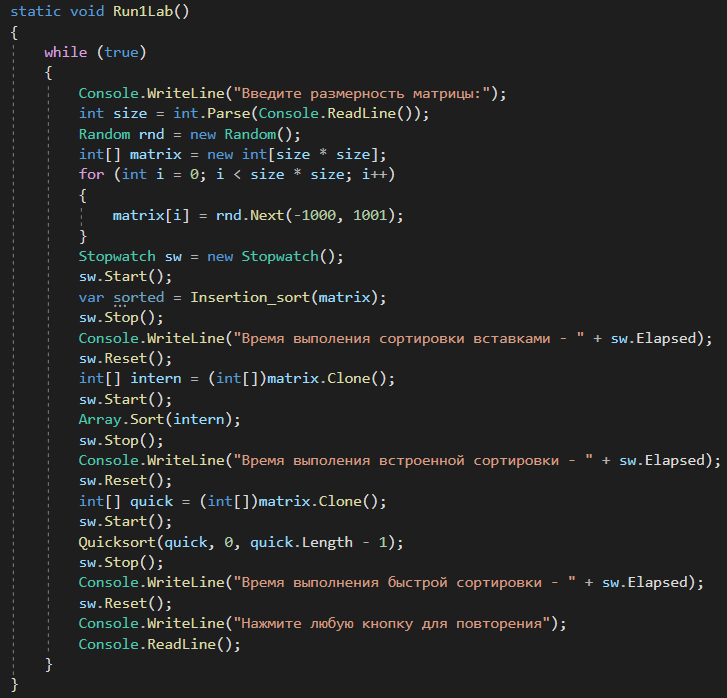 static void Run1Lab()
{
while (true)
{
Console.WriteLine("Введите размерность матрицы:");
int size = int.Parse(Console.ReadLine());
Random rnd = new Random();
int[] matrix = new int[size * size];
for (int i = 0; i < size * size; i++)
{
matrix[i] = rnd.Next(-1000, 1001);
}
Stopwatch sw = new Stopwatch();
sw.Start();
var sorted = Insertion_sort(matrix);
sw.Stop();
Console.WriteLine("Время выполения сортировки вставками - " + sw.Elapsed);
sw.Reset();
int[] intern = (int[])matrix.Clone();
sw.Start();
Array.Sort(intern);
sw.Stop();
Console.WriteLine("Время выполения встроенной сортировки - " + sw.Elapsed);
sw.Reset();
int[] quick = (int[])matrix.Clone();
sw.Start();
Quicksort(quick, 0, quick.Length - 1);
sw.Stop();
Console.WriteLine("Время выполнения быстрой сортировки - " + sw.Elapsed);
sw.Reset();
Console.WriteLine("Нажмите любую кнопку для повторения");
Console.ReadLine();
}
}